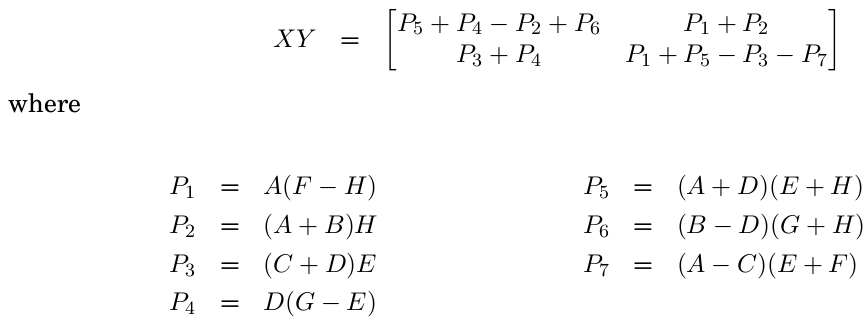 XY = [P₅ + P₄ − P₂ + P₆ P₁ + P₂
P₃ + P₄ P₁ + P₅ − P₃ − P₇]
where
P₁ = A(F − H) P₅ = (A + D)(E + H)
P₂ = (A + B)H P₆ = (B − D)(G + H)
P₃ = (C + D)E P₇ = (A − C)(E + F)
P₄ = D(G − E)